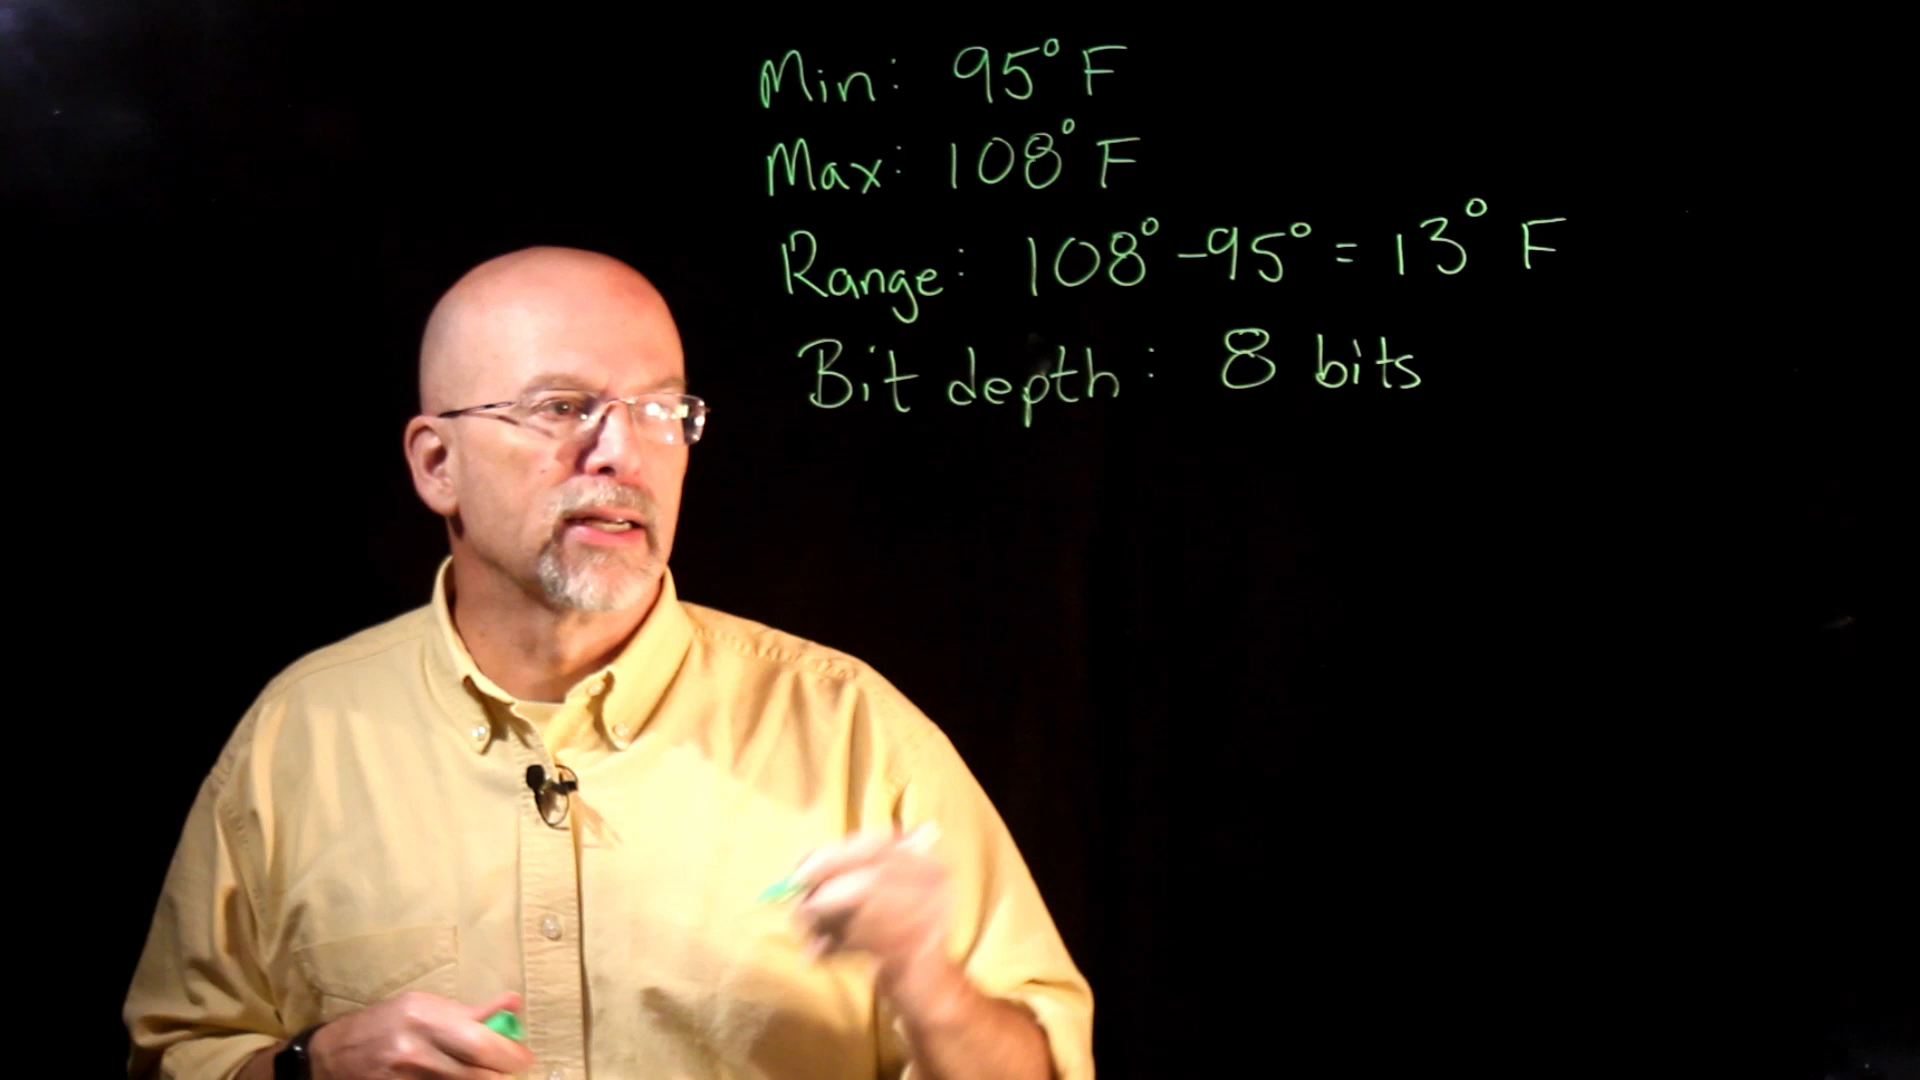 Min: 95° F
Max: 108° F
Range: 108° - 95° = 13° F
Bit depth: 8 bits